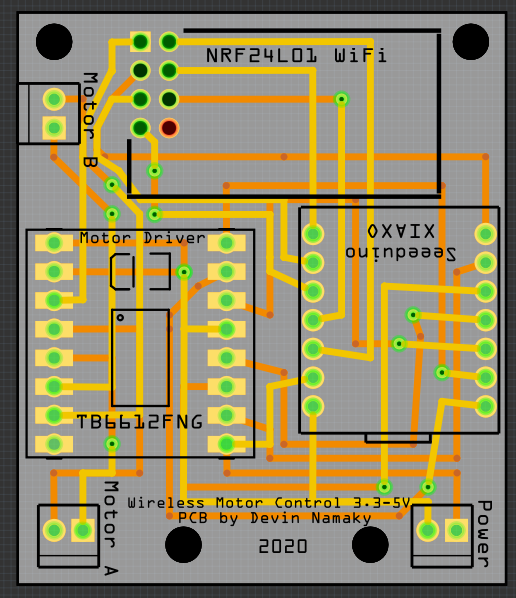 NRF24L01 WiFi
Motor B
XIAXO
Seeeduino
Motor Driver
TB6612FNG
Motor A
Wireless Motor Control 3.3-5V
PCB by Devin Namaky
2020
Power